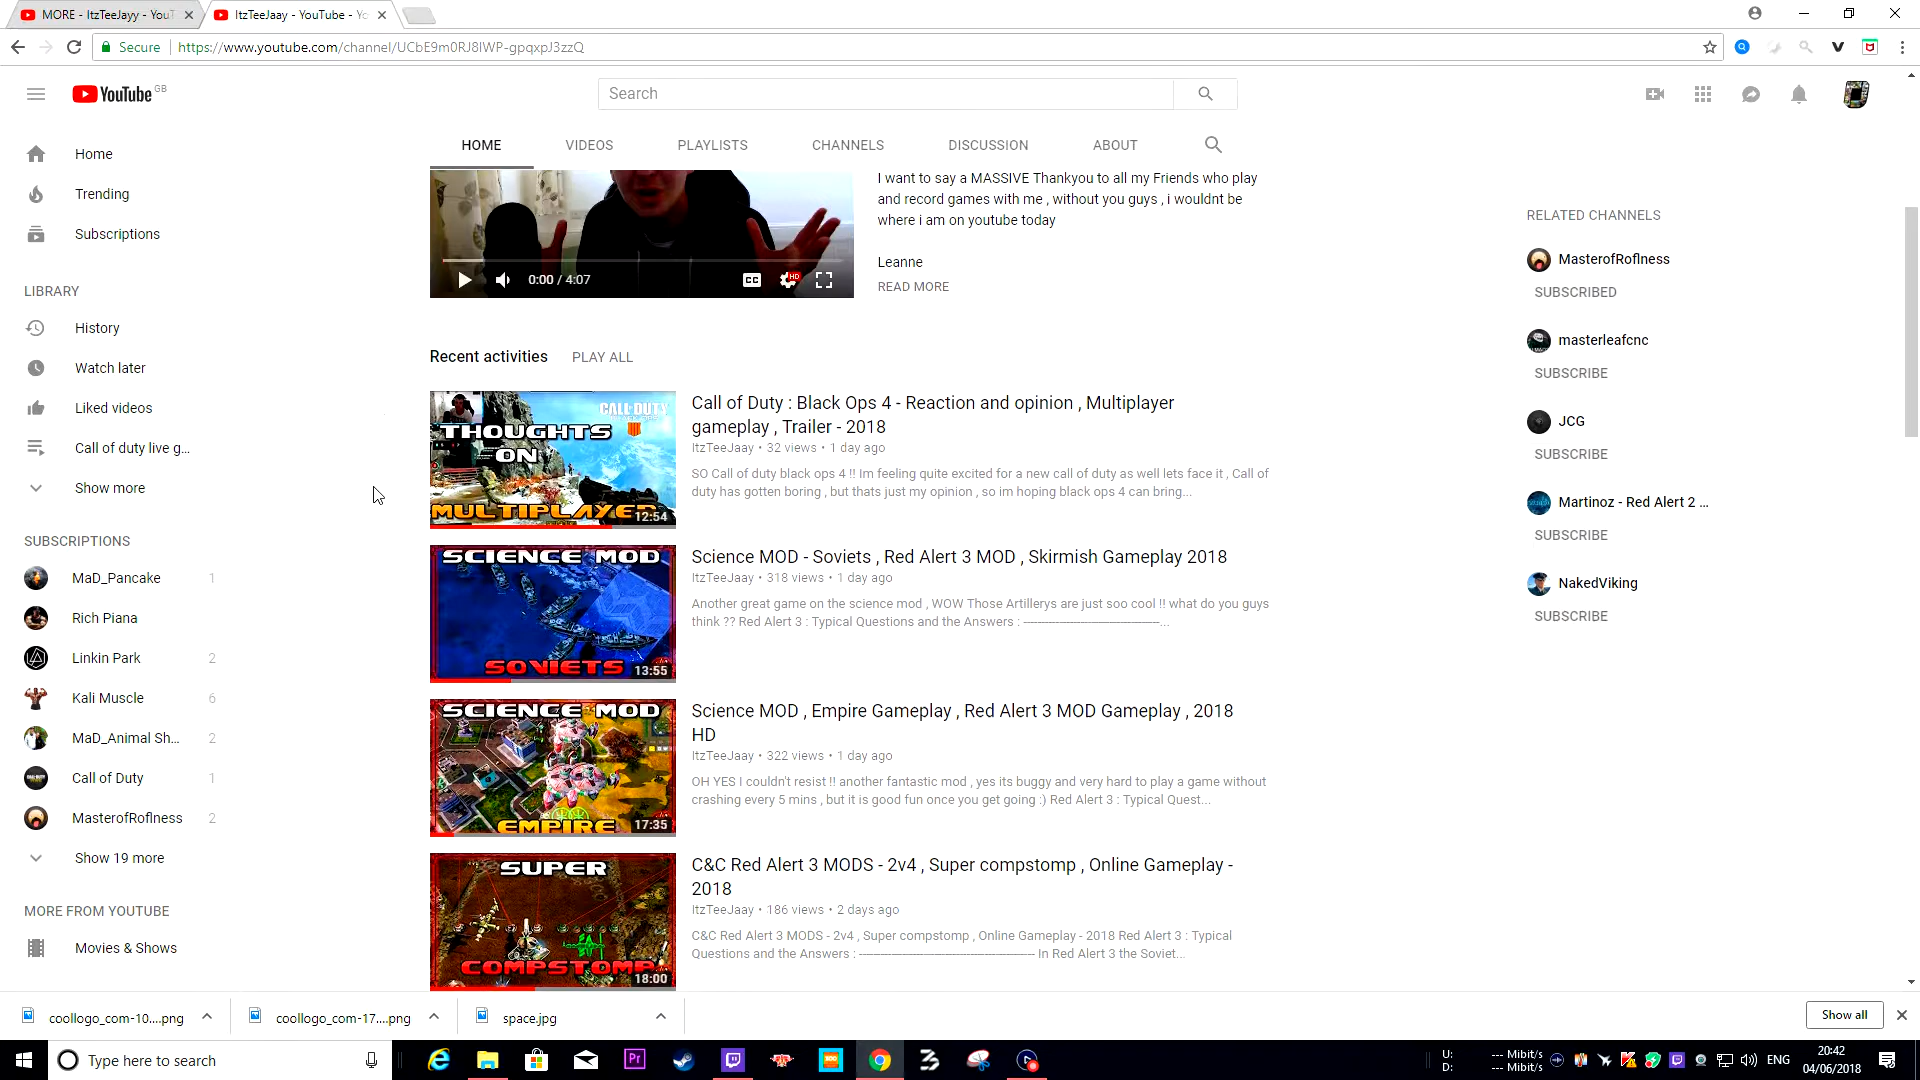 MORE - ItzTeeJayy - YouT
ItzTeeJaay - YouTube - Yo
Secure
https://www.youtube.com/channel/UCbE9m0RJ8lWP-gpqxpJ3zzQ
YouTube GB
Search
Home
Trending
Subscriptions
LIBRARY
History
Watch later
Liked videos
Call of duty live g...
Show more
SUBSCRIPTIONS
MaD_Pancake 1
Rich Piana
Linkin Park 2
Kali Muscle 6
MaD_Animal Sh... 2
Call of Duty 1
MasterofRoflness 2
Show 19 more
MORE FROM YOUTUBE
Movies & Shows
HOME VIDEOS PLAYLISTS CHANNELS DISCUSSION ABOUT
0:00 / 4:07
CC
HD
I want to say a MASSIVE Thankyou to all my Friends who play
and record games with me , without you guys , i wouldnt be
where i am on youtube today
Leanne
READ MORE
Recent activities PLAY ALL
CALL DUTY
THOUGHTS
ON
MULTIPLAYER
12:54
Call of Duty : Black Ops 4 - Reaction and opinion , Multiplayer
gameplay , Trailer - 2018
ItzTeeJaay • 32 views • 1 day ago
SO Call of duty black ops 4 !! Im feeling quite excited for a new call of duty as well lets face it , Call of
duty has gotten boring , but thats just my opinion , so im hoping black ops 4 can bring...
SCIENCE MOD
SOVIETS
13:55
Science MOD - Soviets , Red Alert 3 MOD , Skirmish Gameplay 2018
ItzTeeJaay • 318 views • 1 day ago
Another great game on the science mod , WOW Those Artillerys are just soo cool !! what do you guys
think ?? Red Alert 3 : Typical Questions and the Answers : ----------------------------------------...
SCIENCE MOD
EMPIRE
17:35
Science MOD , Empire Gameplay , Red Alert 3 MOD Gameplay , 2018
HD
ItzTeeJaay • 322 views • 1 day ago
OH YES I couldn't resist !! another fantastic mod , yes its buggy and very hard to play a game without
crashing every 5 mins , but it is good fun once you get going :) Red Alert 3 : Typical Quest...
SUPER
COMPSTOMP
18:00
C&C Red Alert 3 MODS - 2v4 , Super compstomp , Online Gameplay -
2018
ItzTeeJaay • 186 views • 2 days ago
C&C Red Alert 3 MODS - 2v4 , Super compstomp , Online Gameplay - 2018 Red Alert 3 : Typical
Questions and the Answers : ---------------------------------------------------- In Red Alert 3 the Soviet...
RELATED CHANNELS
MasterofRoflness
SUBSCRIBED
masterleafcnc
SUBSCRIBE
JCG
SUBSCRIBE
Martinoz - Red Alert 2 ...
SUBSCRIBE
NakedViking
SUBSCRIBE
coollogo_com-10....png
coollogo_com-17....png
space.jpg
Show all
Type here to search
Pr
U: --- Mibit/s
D: --- Mibit/s
ENG
20:42
04/06/2018